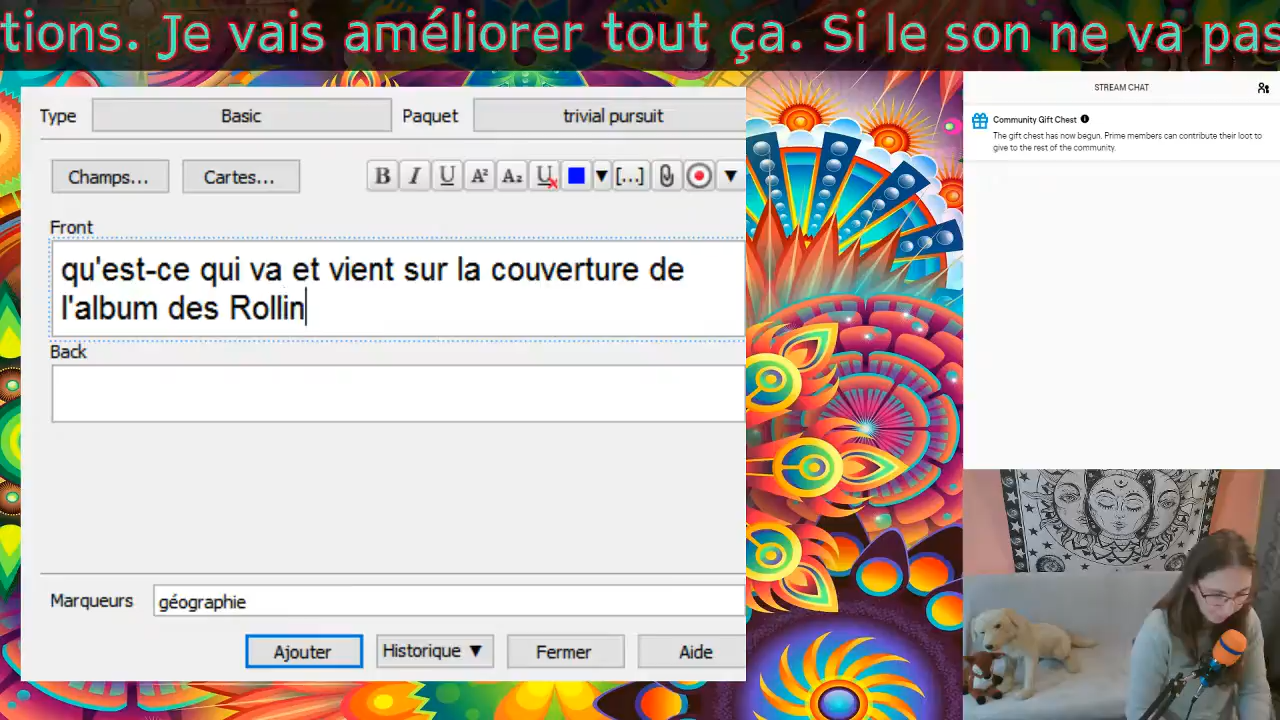 tions. Je vais améliorer tout ça. Si le son ne va pas
Type Basic Paquet trivial pursuit
Champs... Cartes... B I U A² A₂ U [...]
Front
qu'est-ce qui va et vient sur la couverture de
l'album des Rollin
Back
Marqueurs géographie
Ajouter Historique ▼ Fermer Aide
STREAM CHAT
Community Gift Chest
The gift chest has now begun. Prime members can contribute their loot to
give to the rest of the community.